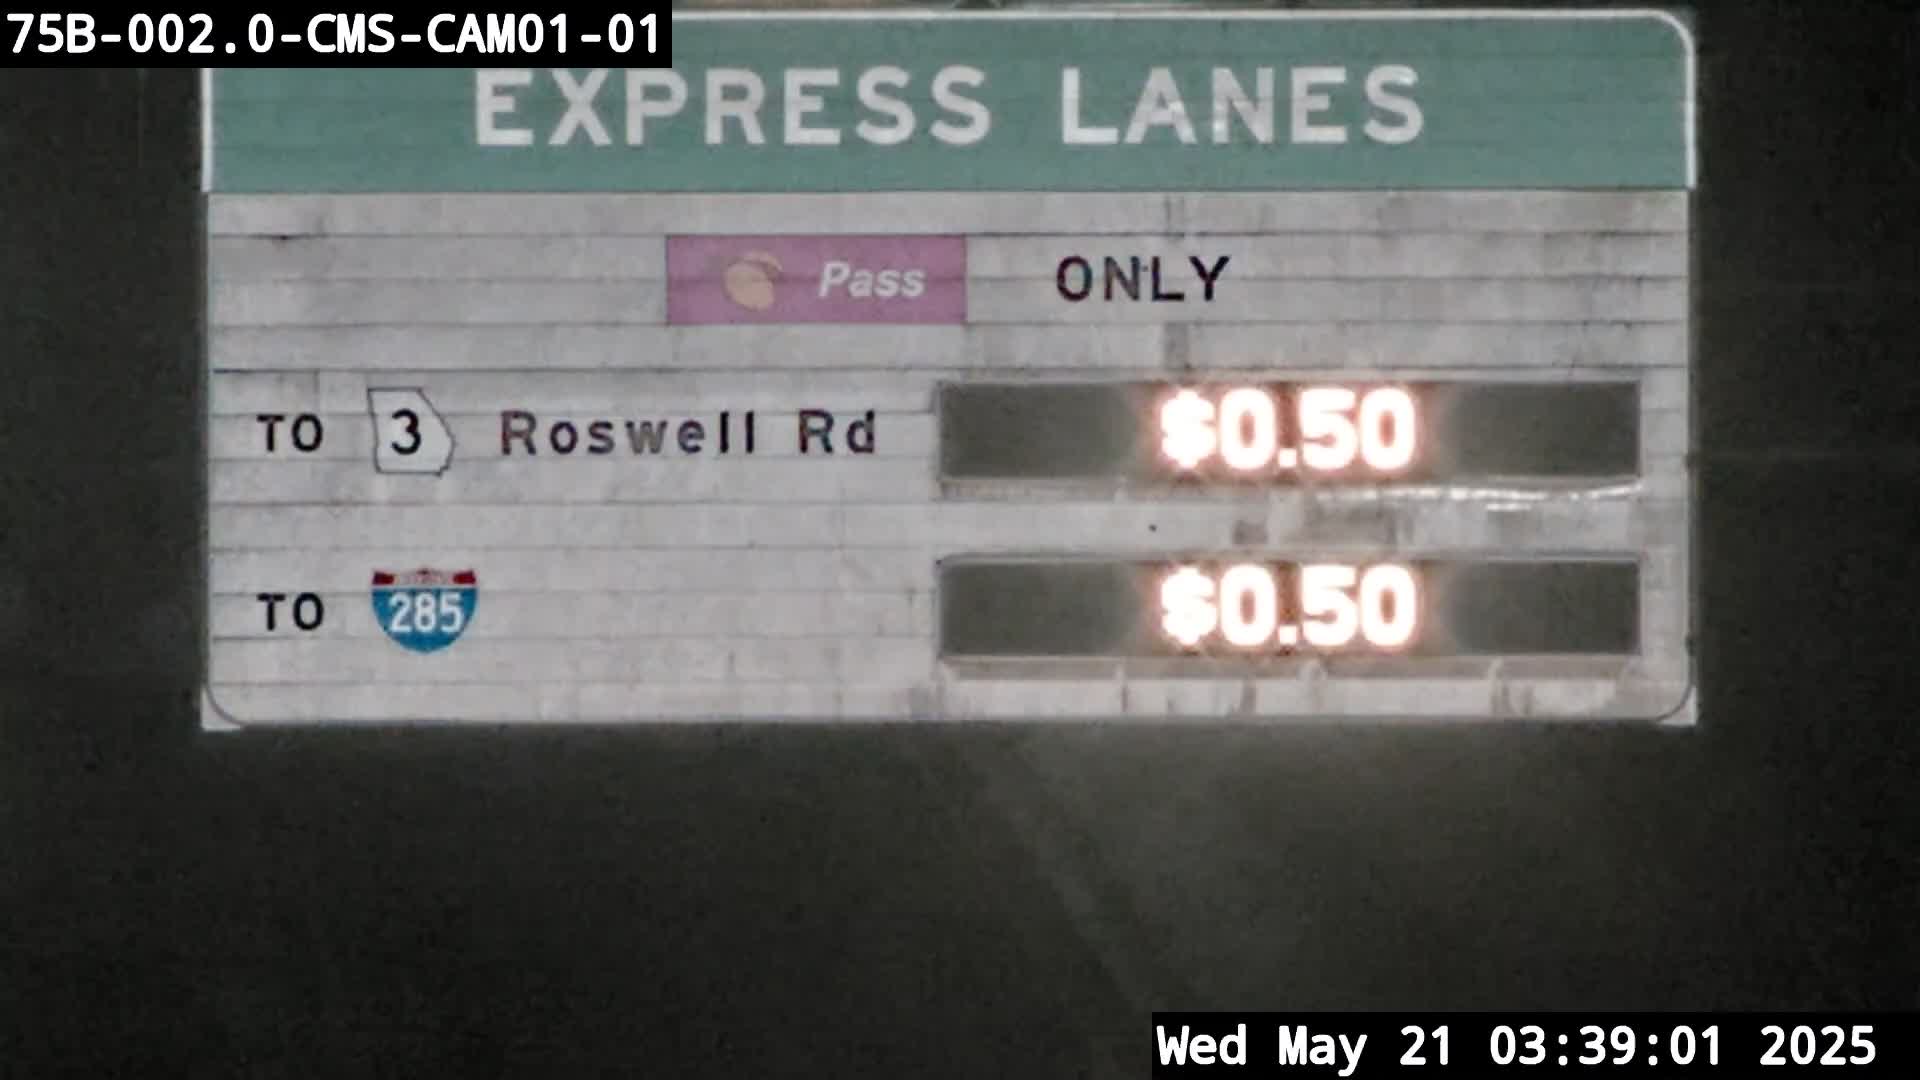 75B-002.0-CMS-CAM01-01
EXPRESS LANES
Pass ONLY
TO 3 Roswell Rd $0.50
TO 285 $0.50
Wed May 21 03:39:01 2025